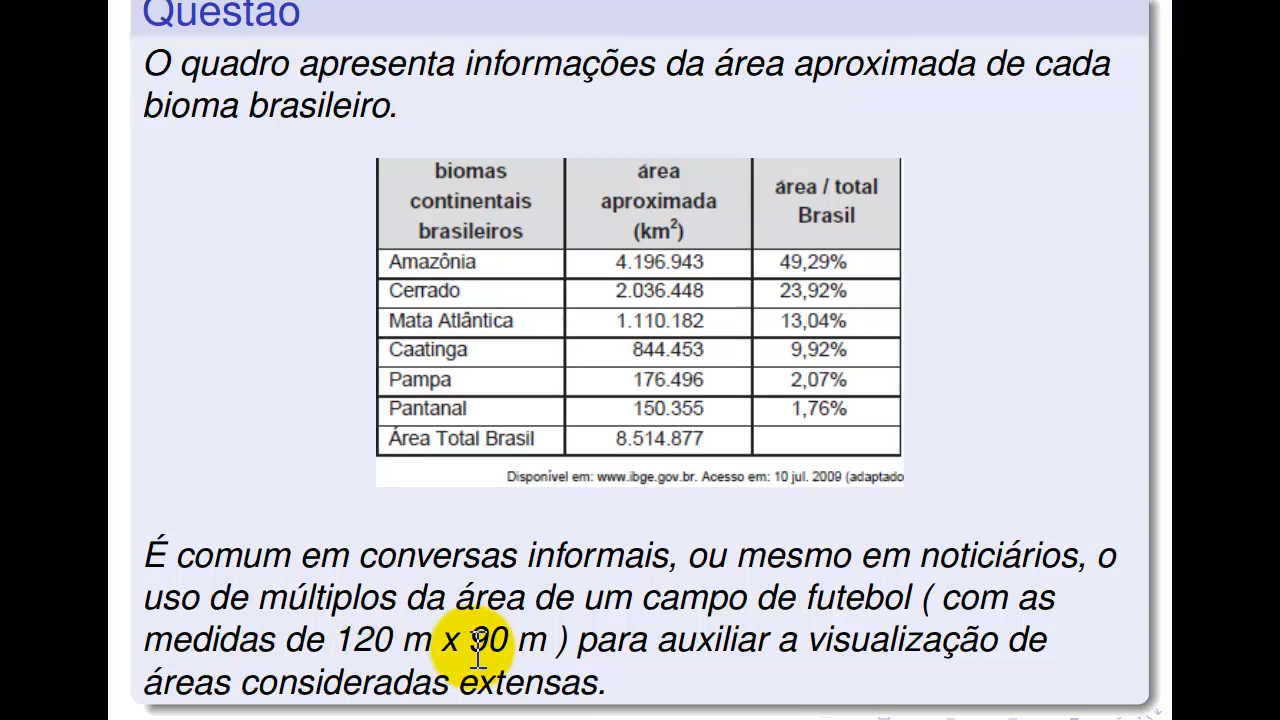 Questão
O quadro apresenta informações da área aproximada de cada
bioma brasileiro.
biomas continentais brasileiros | área aproximada (km²) | área / total Brasil
Amazônia 4.196.943 49,29%
Cerrado 2.036.448 23,92%
Mata Atlântica 1.110.182 13,04%
Caatinga 844.453 9,92%
Pampa 176.496 2,07%
Pantanal 150.355 1,76%
Área Total Brasil 8.514.877
Disponível em: www.ibge.gov.br. Acesso em: 10 jul. 2009 (adaptado
É comum em conversas informais, ou mesmo em noticiários, o
uso de múltiplos da área de um campo de futebol ( com as
medidas de 120 m x 90 m ) para auxiliar a visualização de
áreas consideradas extensas.